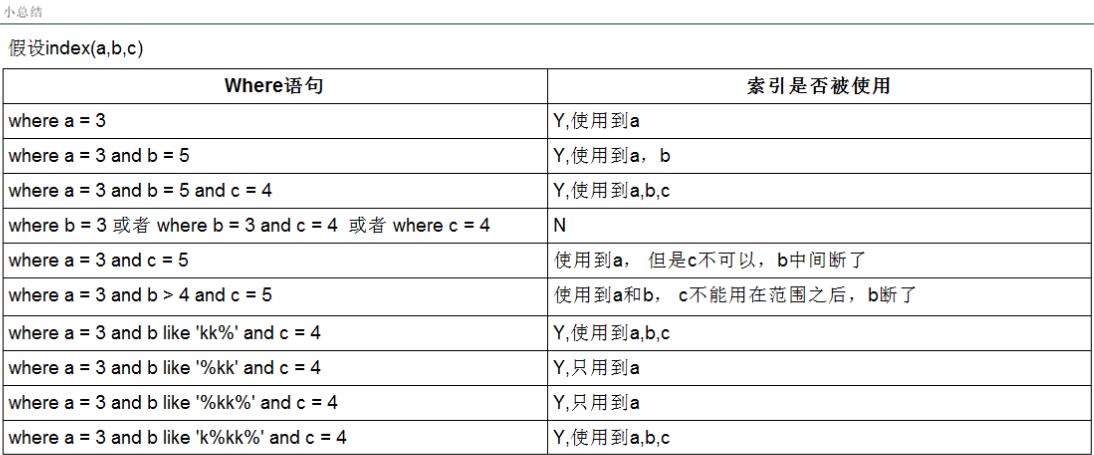 小总结
假设index(a,b,c)
Where语句 索引是否被使用
where a = 3 Y,使用到a
where a = 3 and b = 5 Y,使用到a，b
where a = 3 and b = 5 and c = 4 Y,使用到a,b,c
where b = 3 或者 where b = 3 and c = 4 或者 where c = 4 N
where a = 3 and c = 5 使用到a， 但是c不可以，b中间断了
where a = 3 and b > 4 and c = 5 使用到a和b， c不能用在范围之后，b断了
where a = 3 and b like 'kk%' and c = 4 Y,使用到a,b,c
where a = 3 and b like '%kk' and c = 4 Y,只用到a
where a = 3 and b like '%kk%' and c = 4 Y,只用到a
where a = 3 and b like 'k%kk%' and c = 4 Y,使用到a,b,c